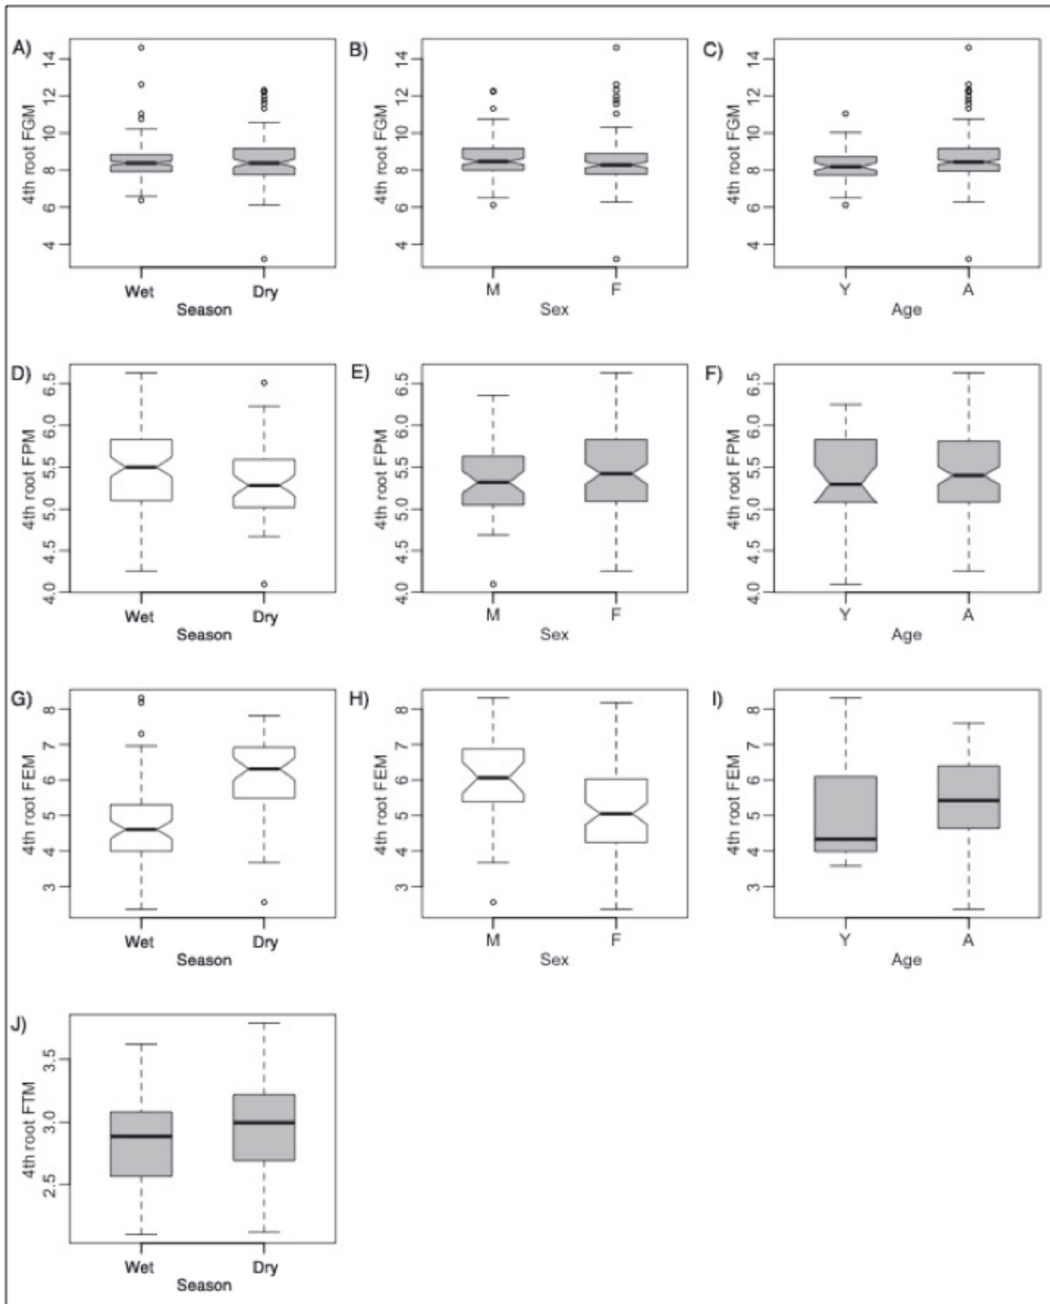 A)
4th root FGM
14
12
10
8
6
4
Wet Dry
Season
B)
4th root FGM
14
12
10
8
6
4
M F
Sex
C)
4th root FGM
14
12
10
8
6
4
Y A
Age
D)
4th root FPM
6.5
6.0
5.5
5.0
4.5
4.0
Wet Dry
Season
E)
4th root FPM
6.5
6.0
5.5
5.0
4.5
4.0
M F
Sex
F)
4th root FPM
6.5
6.0
5.5
5.0
4.5
4.0
Y A
Age
G)
4th root FEM
8
7
6
5
4
3
Wet Dry
Season
H)
4th root FEM
8
7
6
5
4
3
M F
Sex
I)
4th root FEM
8
7
6
5
4
3
Y A
Age
J)
4th root FTM
3.5
3.0
2.5
Wet Dry
Season